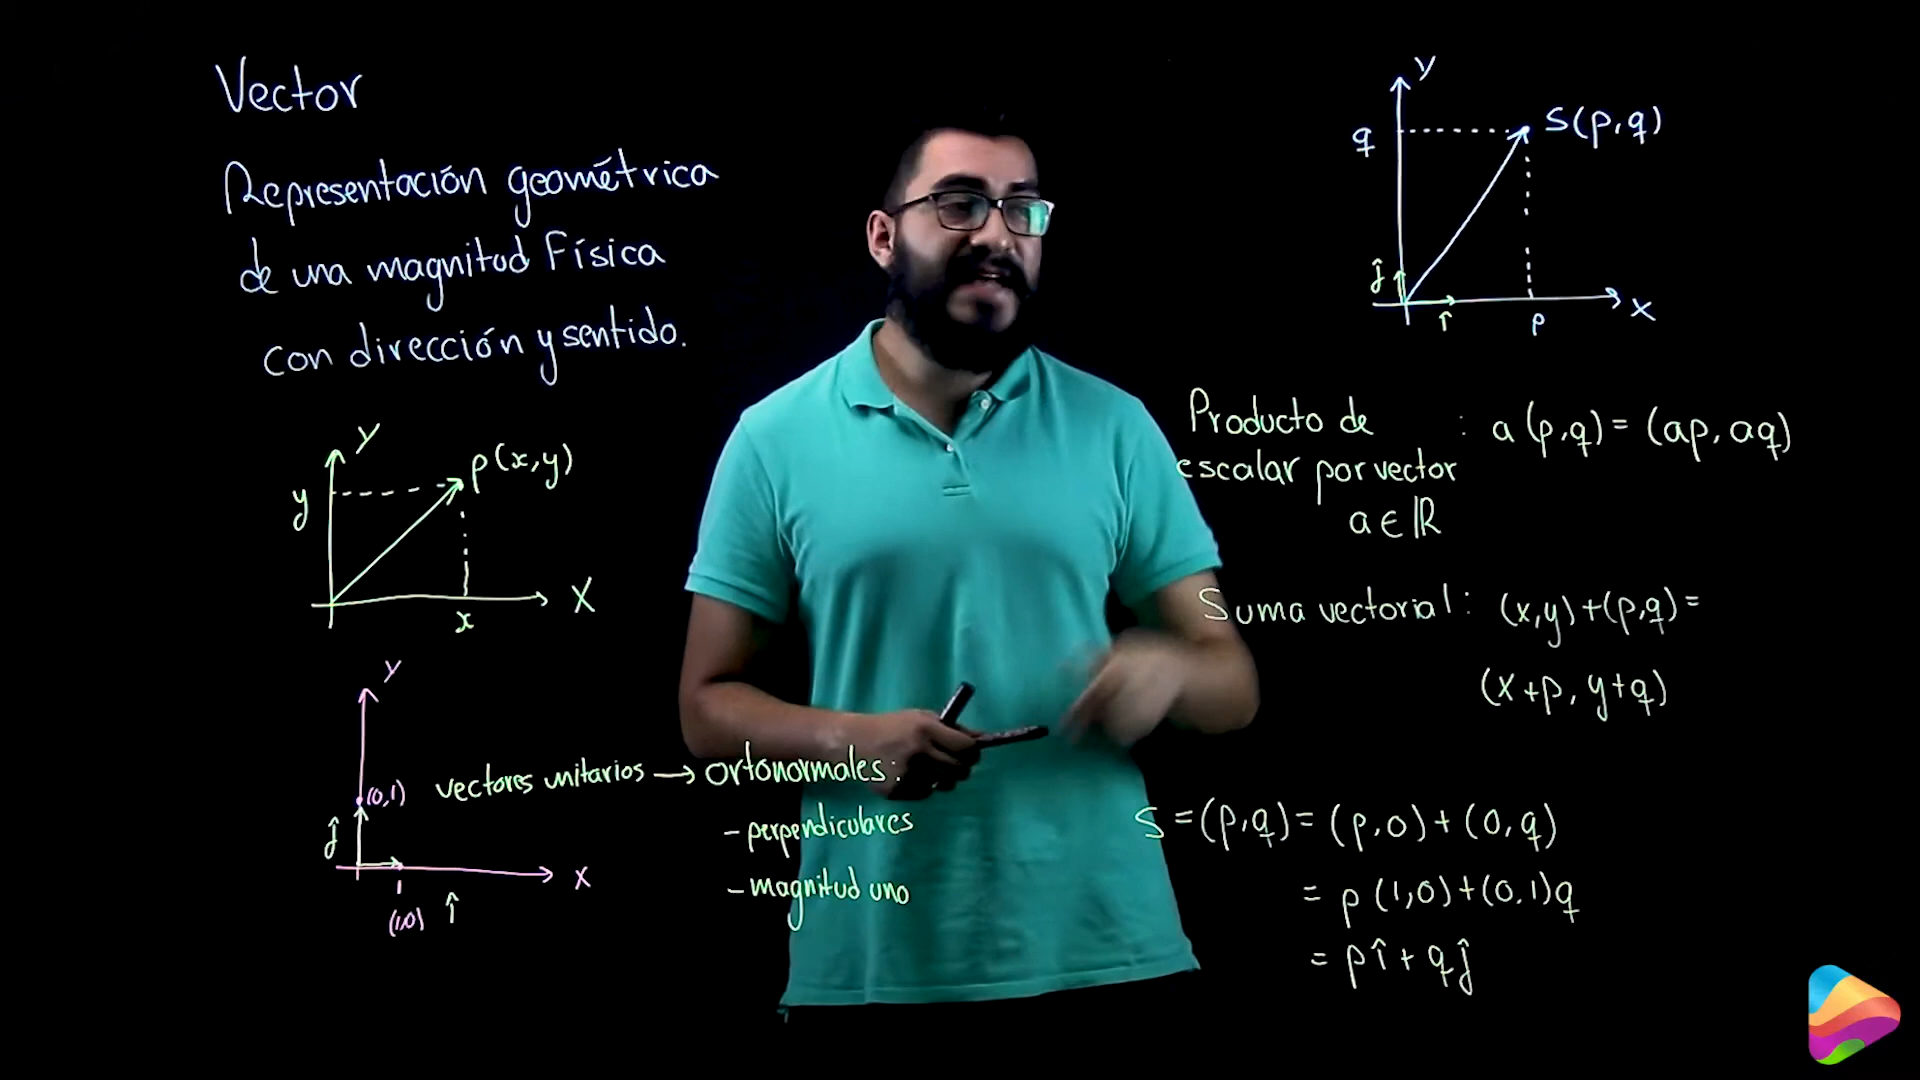 Vector
Representación geométrica
de una magnitud Física
con dirección y sentido.
Y
y
P(x,y)
X
x
Y
(0,1)
ĵ
X
(1,0) î
vectores unitarios → Ortonormales:
- perpendiculares
- magnitud uno
Y
q
S(p,q)
ĵ
î
p
X
Producto de
escalar por vector
a ∈ ℝ
: a(p,q) = (ap, aq)
Suma vectorial: (x,y)+(p,q)=
(x+p, y+q)
S = (p,q) = (p,0) + (0,q)
= p(1,0)+(0,1)q
= pî + qĵ